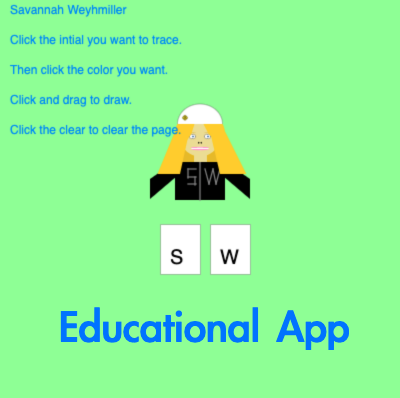 Savannah Weyhmiller
Click the intial you want to trace.
Then click the color you want.
Click and drag to draw.
Click the clear to clear the page.
S W
S W
Educational App